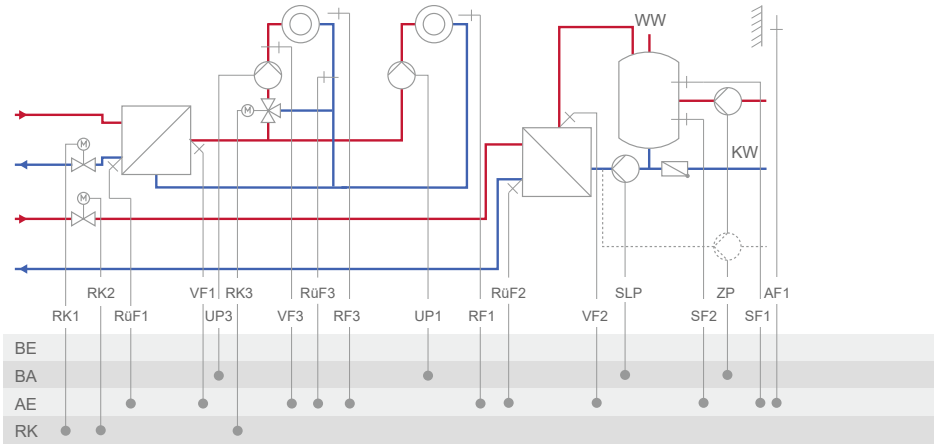 WW
M
M
KW
M
RK2 VF1 RK3 RüF3 RüF2 SLP ZP AF1
RK1 RüF1 UP3 VF3 RF3 UP1 RF1 VF2 SF2 SF1
BE
BA
AE
RK